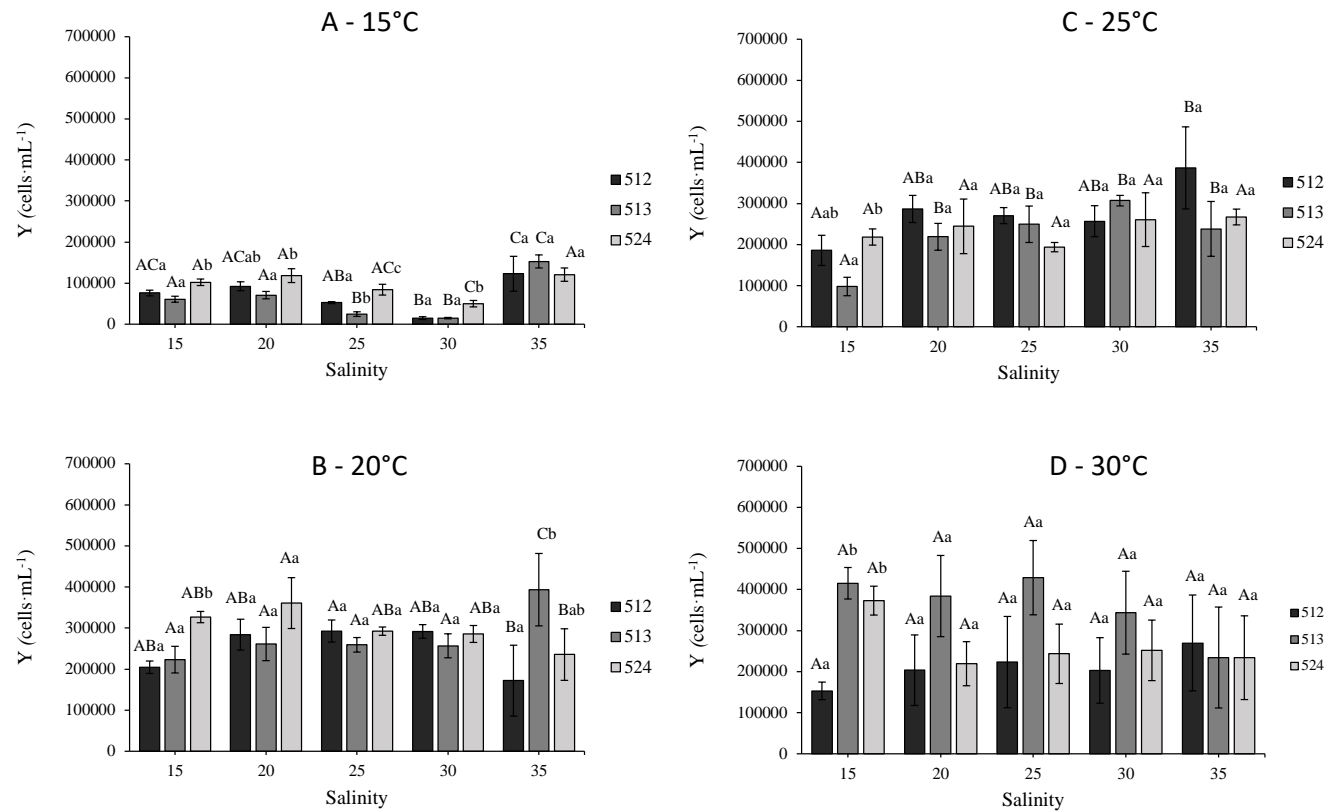 A - 15°C
700000
600000
500000
400000
300000
200000
100000
0
Y (cells·mL⁻¹)
ACa Aa Ab ACab Aa Ab ABa Bb ACc Ba Ba Cb Ca Ca Aa
15 20 25 30 35
Salinity
512
513
524
C - 25°C
700000
600000
500000
400000
300000
200000
100000
0
Y (cells·mL⁻¹)
Aab Aa Ab ABa Ba Aa ABa Ba Aa ABa Ba Aa Ba Ba Aa
15 20 25 30 35
Salinity
512
513
524
B - 20°C
700000
600000
500000
400000
300000
200000
100000
0
Y (cells·mL⁻¹)
ABa Aa ABb ABa Aa Aa Aa Aa ABa ABa Aa ABa Ba Cb Bab
15 20 25 30 35
Salinity
512
513
524
D - 30°C
700000
600000
500000
400000
300000
200000
100000
0
Y (cells·mL⁻¹)
Aa Ab Ab Aa Aa Aa Aa Aa Aa Aa Aa Aa Aa Aa Aa
15 20 25 30 35
Salinity
512
513
524